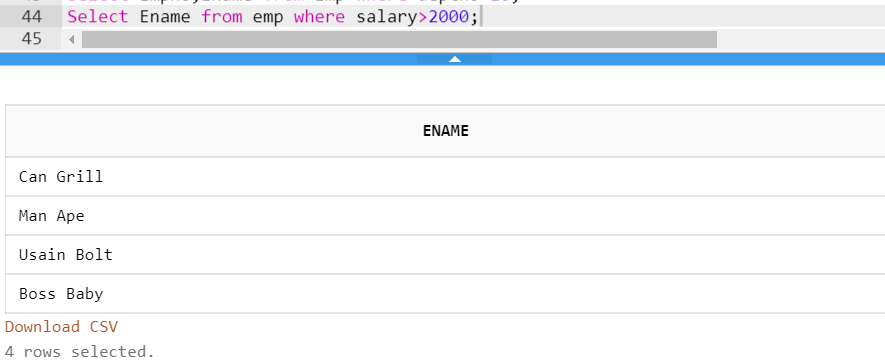 44 Select Ename from emp where salary>2000;
45
ENAME
Can Grill
Man Ape
Usain Bolt
Boss Baby
Download CSV
4 rows selected.